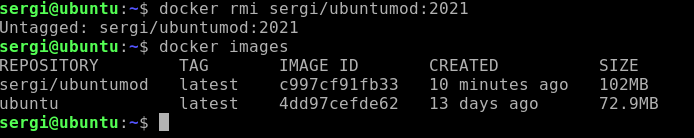 sergi@ubuntu:~$ docker rmi sergi/ubuntumod:2021
Untagged: sergi/ubuntumod:2021
sergi@ubuntu:~$ docker images
REPOSITORY        TAG       IMAGE ID       CREATED          SIZE
sergi/ubuntumod   latest    c997cf91fb33   10 minutes ago   102MB
ubuntu            latest    4dd97cefde62   13 days ago      72.9MB
sergi@ubuntu:~$